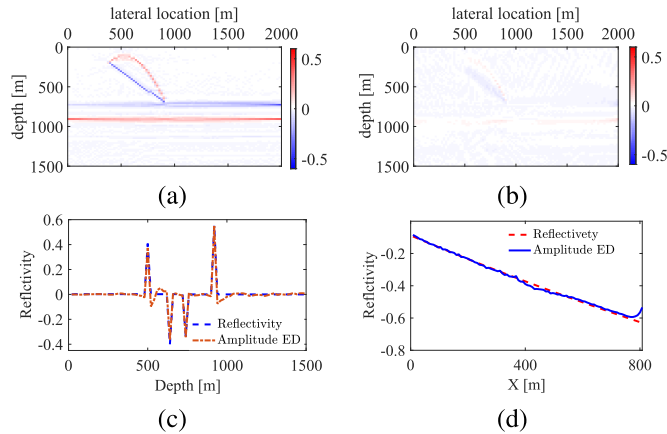 lateral location [m]
0 500 1000 1500 2000
0
500
1000
1500
depth [m]
0.5
0
-0.5
(a)
lateral location [m]
0 500 1000 1500 2000
0
500
1000
1500
depth [m]
0.5
0
-0.5
(b)
0.6
0.4
0.2
0
-0.2
-0.4
Reflctivity
Reflectivity
Amplitude ED
0 500 1000 1500
Depth [m]
(c)
-0.2
-0.4
-0.6
-0.8
Reflectivity
Reflectivety
Amplitude ED
0 400 800
X [m]
(d)